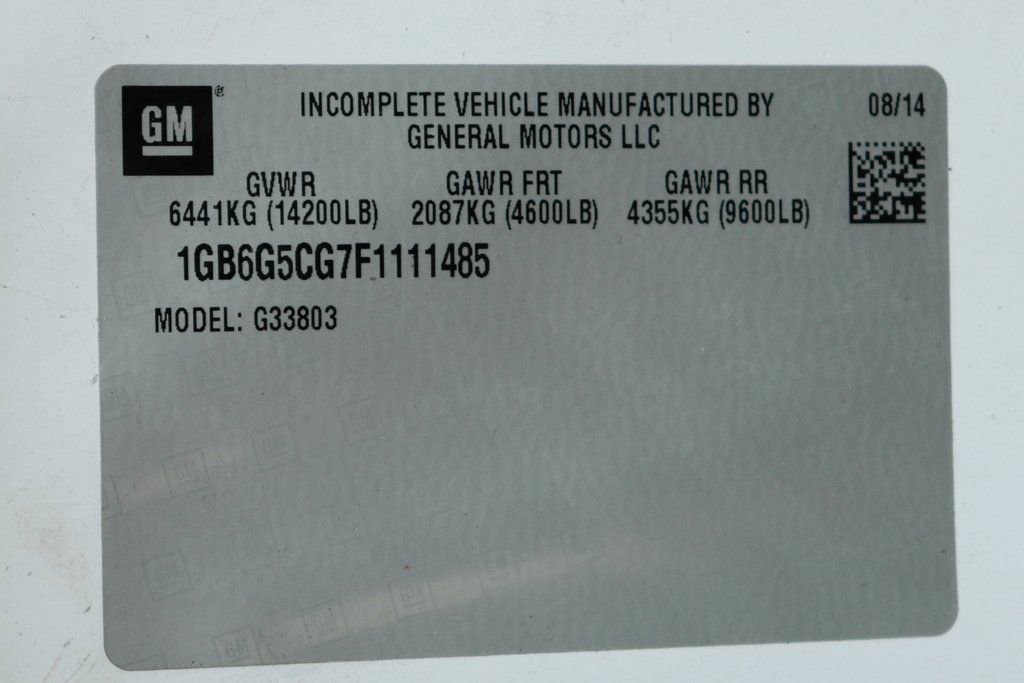 GM®
INCOMPLETE VEHICLE MANUFACTURED BY
08/14
GENERAL MOTORS LLC
GVWR GAWR FRT GAWR RR
6441KG (14200LB) 2087KG (4600LB) 4355KG (9600LB)
1GB6G5CG7F1111485
MODEL: G33803